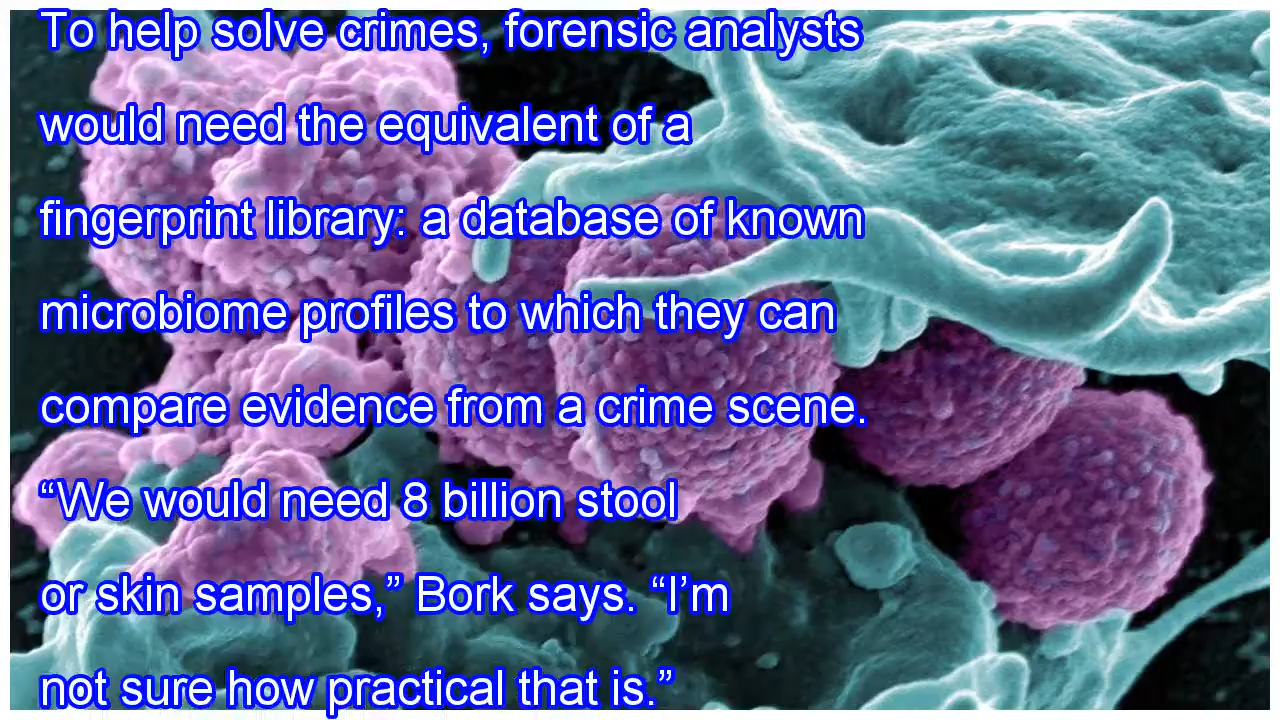 To help solve crimes, forensic analysts
would need the equivalent of a
fingerprint library: a database of known
microbiome profiles to which they can
compare evidence from a crime scene.
“We would need 8 billion stool
or skin samples,” Bork says. “I’m
not sure how practical that is.”